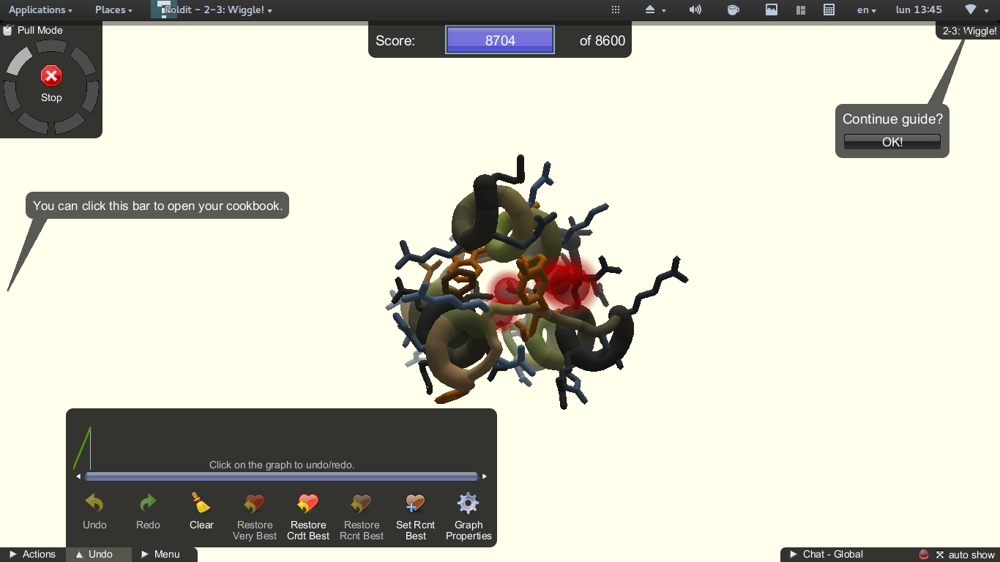 Applications
Places
Foldit - 2-3: Wiggle!
en
lun 13:45
Pull Mode
Stop
Score:
8704
of 8600
2-3: Wiggle!
Continue guide?
OK!
You can click this bar to open your cookbook.
Click on the graph to undo/redo.
Undo
Redo
Clear
Restore
Very Best
Restore
Crdt Best
Restore
Rcnt Best
Set Rcnt
Best
Graph
Properties
Actions
Undo
Menu
Chat - Global
auto show